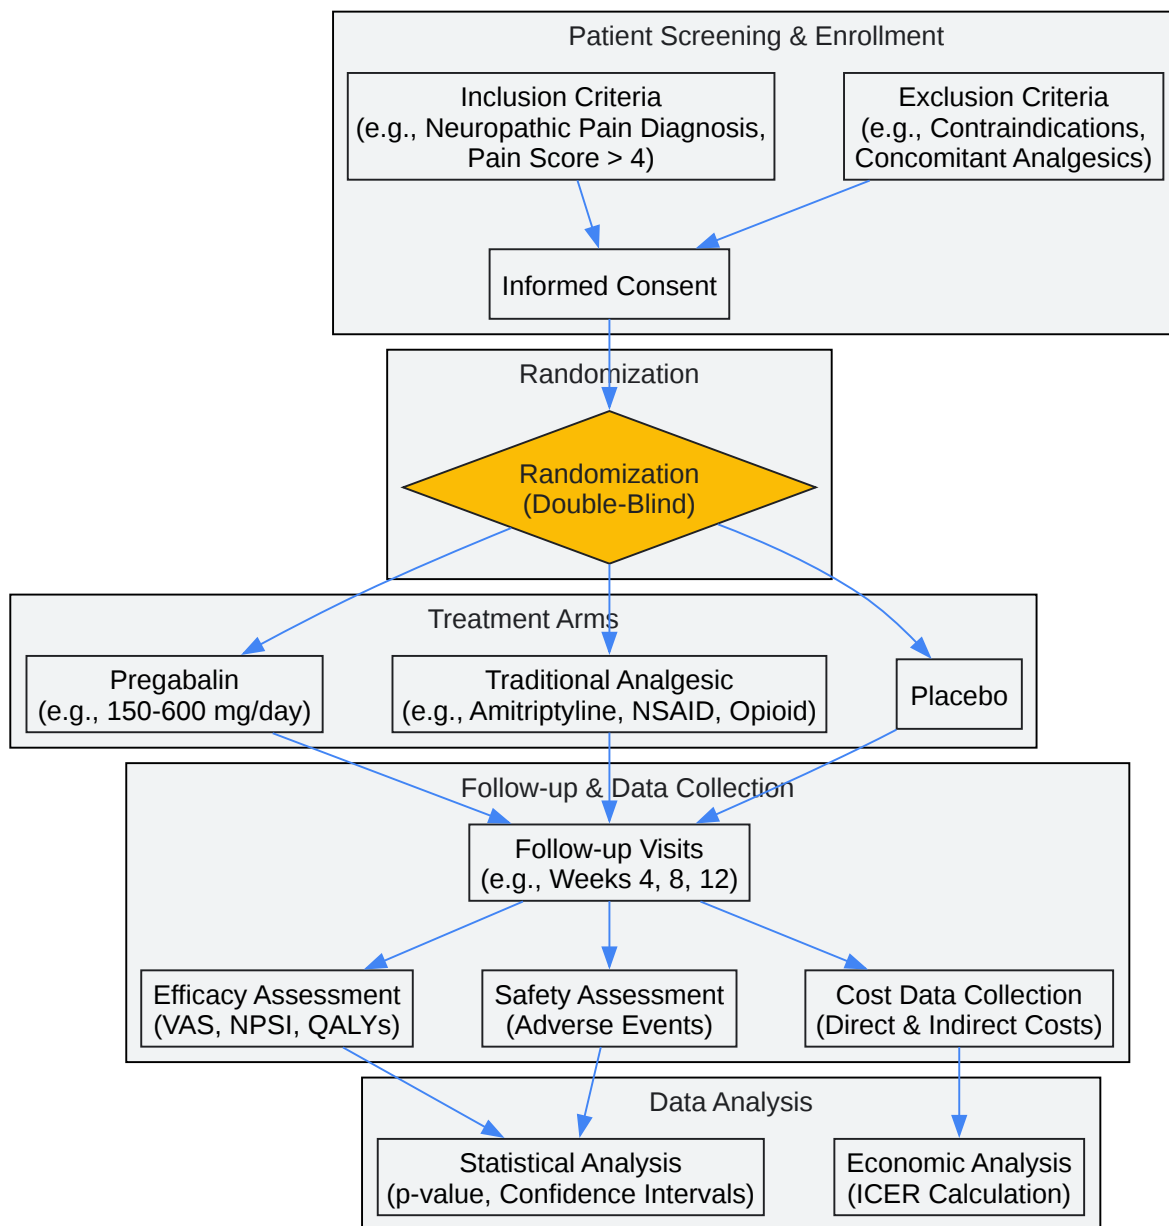 Patient Screening & Enrollment
Inclusion Criteria
(e.g., Neuropathic Pain Diagnosis,
Pain Score > 4)
Exclusion Criteria
(e.g., Contraindications,
Concomitant Analgesics)
Informed Consent
Randomization
Randomization
(Double-Blind)
Treatment Arms
Pregabalin
(e.g., 150-600 mg/day)
Traditional Analgesic
(e.g., Amitriptyline, NSAID, Opioid)
Placebo
Follow-up & Data Collection
Follow-up Visits
(e.g., Weeks 4, 8, 12)
Efficacy Assessment
(VAS, NPSI, QALYs)
Safety Assessment
(Adverse Events)
Cost Data Collection
(Direct & Indirect Costs)
Data Analysis
Statistical Analysis
(p-value, Confidence Intervals)
Economic Analysis
(ICER Calculation)